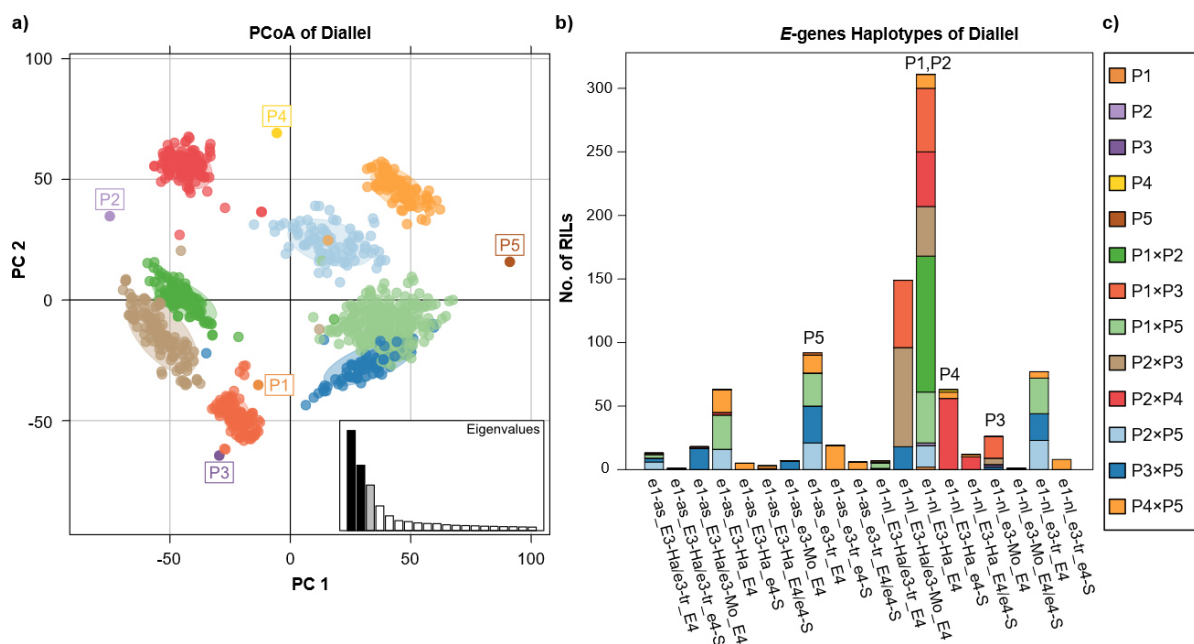 a)
PCoA of Diallel
100
50
0
-50
PC 2
P4
P2
P5
P1
P3
Eigenvalues
-50
0
50
100
PC 1
b)
E-genes Haplotypes of Diallel
No. of RILs
300
250
200
150
100
50
0
P5
P1,P2
P4
P3
e1-as_E3-Ha/e3-tr_E4
e1-as_E3-Ha/e3-tr_e4-S
e1-as_E3-Ha/e3-Mo_E4
e1-as_E3-Ha_E4
e1-as_E3-Ha_e4-S
e1-as_E3-Ha_E4/e4-S
e1-as_e3-Mo_E4
e1-as_e3-tr_E4
e1-as_e3-tr_e4-S
e1-as_e3-tr_E4/e4-S
e1-nl_E3-Ha/e3-tr_E4
e1-nl_E3-Ha/e3-Mo_E4
e1-nl_E3-Ha_E4
e1-nl_E3-Ha_e4-S
e1-nl_E3-Ha_E4/e4-S
e1-nl_e3-Mo_E4
e1-nl_e3-Mo_E4/e4-S
e1-nl_e3-tr_E4
e1-nl_e3-tr_e4-S
c)
P1
P2
P3
P4
P5
P1×P2
P1×P3
P1×P5
P2×P3
P2×P4
P2×P5
P3×P5
P4×P5